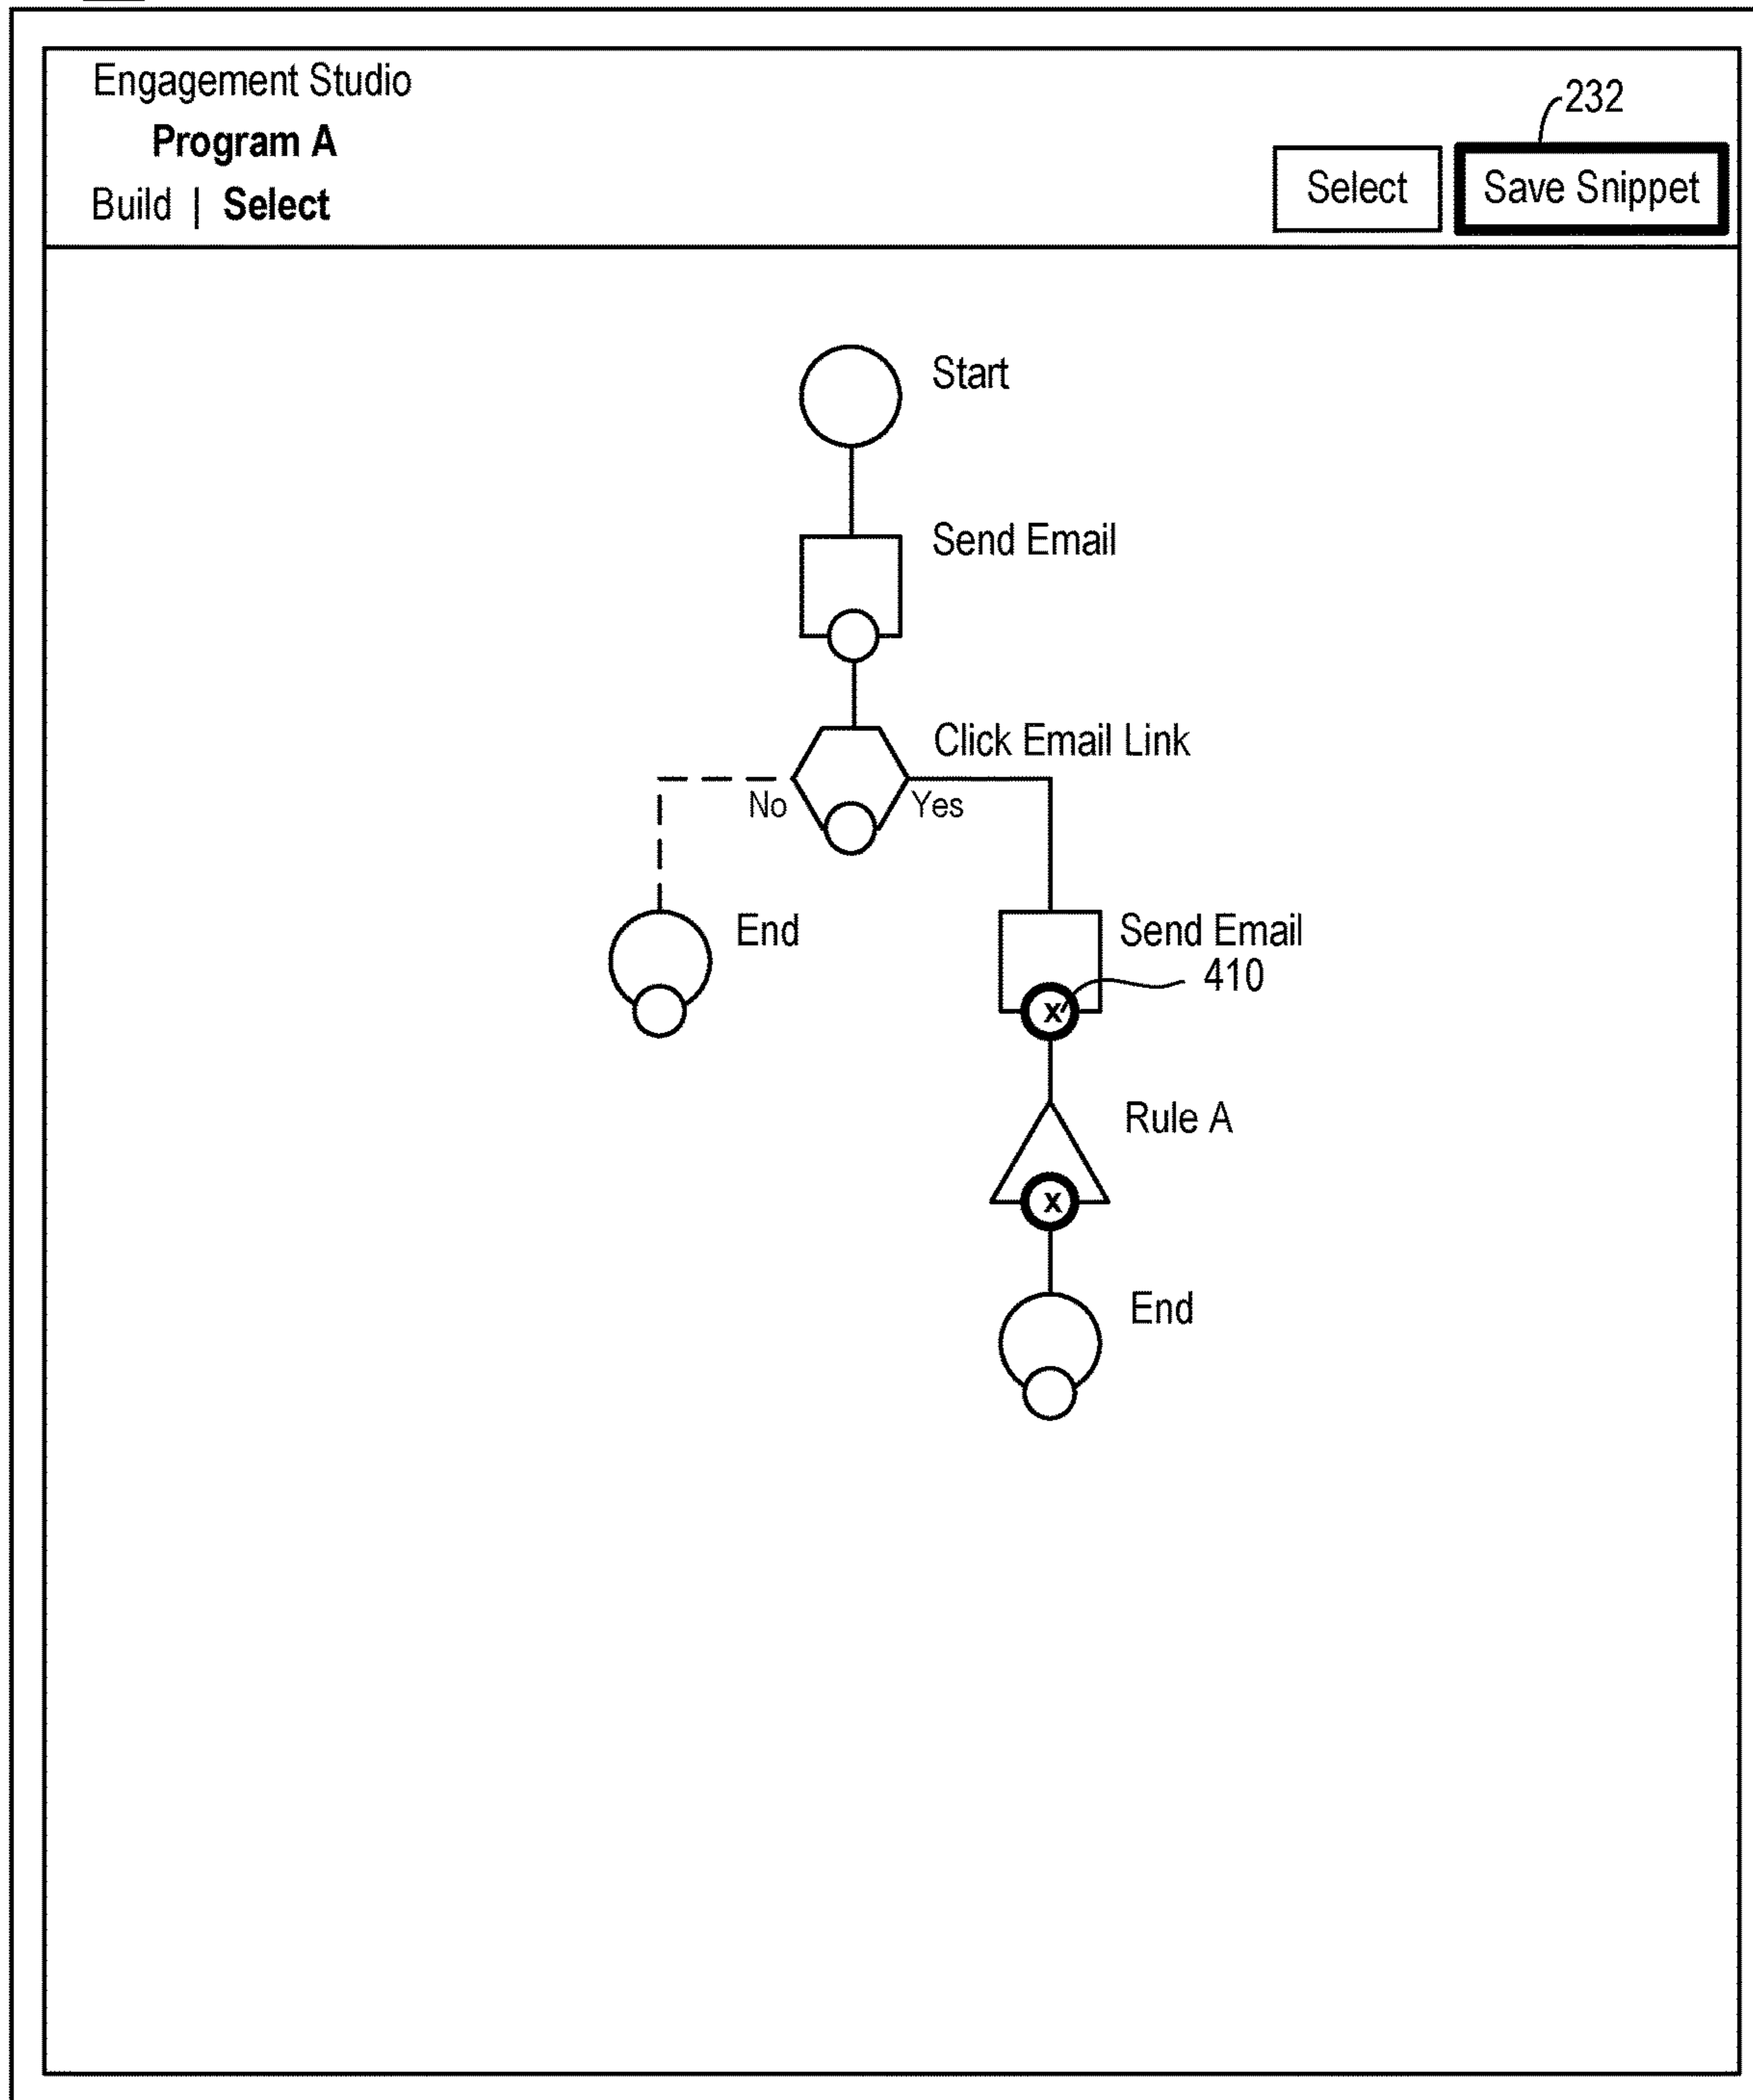 Engagement Studio
Program A
Build | Select
232
Select
Save Snippet
Start
Send Email
Click Email Link
No
Yes
End
Send Email
410
x
Rule A
x
End